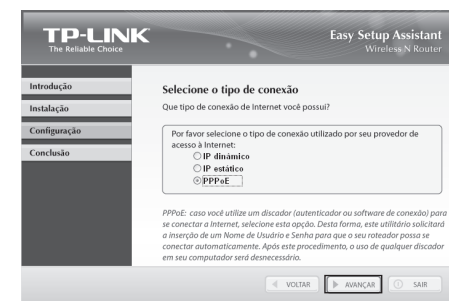 TP-LINK
The Reliable Choice
Easy Setup Assistant
Wireless N Router
Introdução
Instalação
Configuração
Conclusão
Selecione o tipo de conexão
Que tipo de conexão de Internet você possui?
Por favor selecione o tipo de conexão utilizado por seu provedor de
acesso à Internet:
IP dinâmico
IP estático
PPPoE
PPPoE: caso você utilize um discador (autenticador ou software de conexão) para
se conectar a Internet, selecione esta opção. Desta forma, este utilitário solicitará
a inserção de um Nome de Usuário e Senha para que o seu roteador possa se
conectar automaticamente. Após este procedimento, o uso de qualquer discador
em seu computador será desnecessário.
VOLTAR
AVANÇAR
SAIR